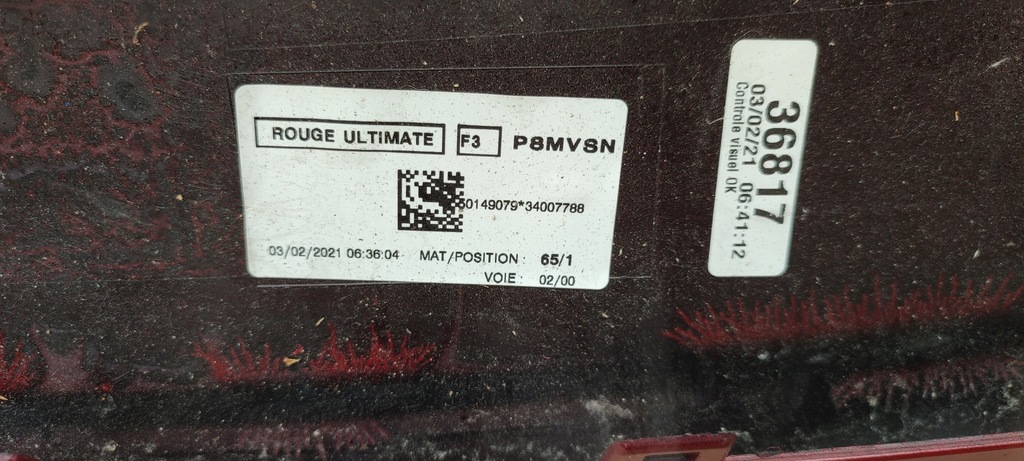 ROUGE ULTIMATE F3 P8MVSN
60149079*34007788
03/02/2021 06:36:04 MAT/POSITION : 65/1
VOIE : 02/00
36817
03/02/21 06:41:12
Controle visuel OK